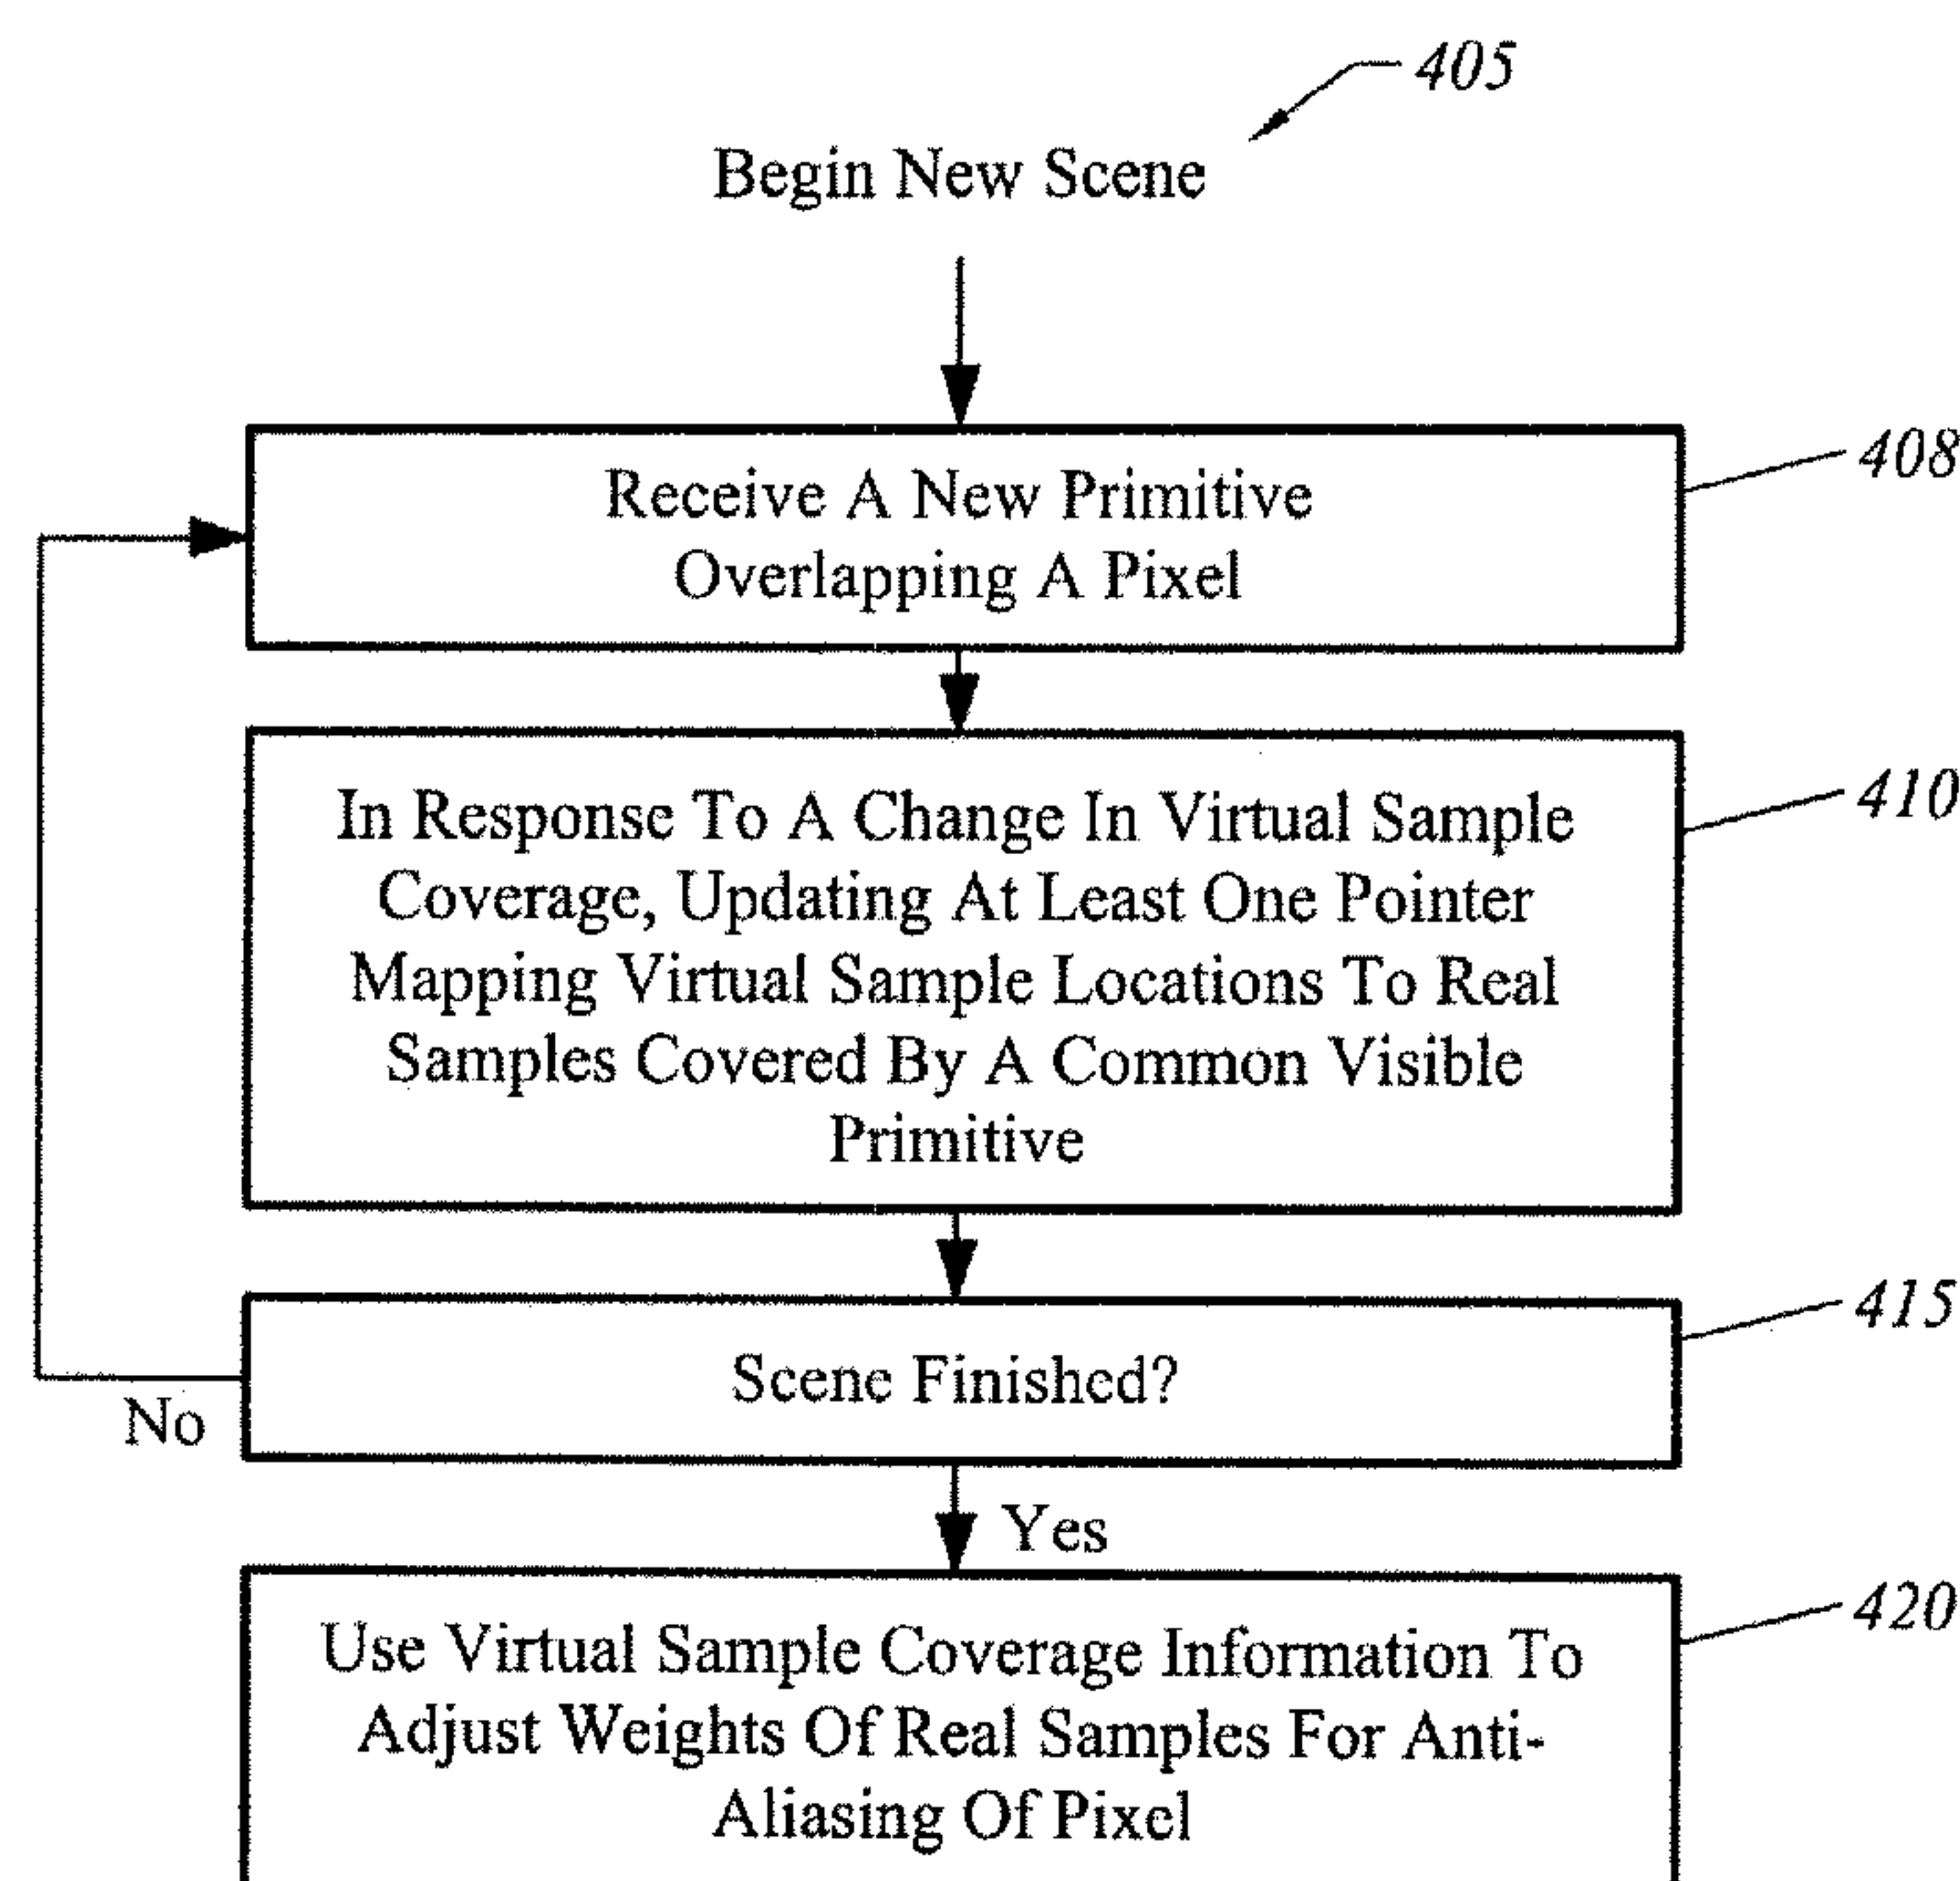 405
Begin New Scene
Receive A New Primitive
Overlapping A Pixel
408
In Response To A Change In Virtual Sample
Coverage, Updating At Least One Pointer
Mapping Virtual Sample Locations To Real
Samples Covered By A Common Visible
Primitive
410
Scene Finished?
415
No
Yes
Use Virtual Sample Coverage Information To
Adjust Weights Of Real Samples For Anti-
Aliasing Of Pixel
420